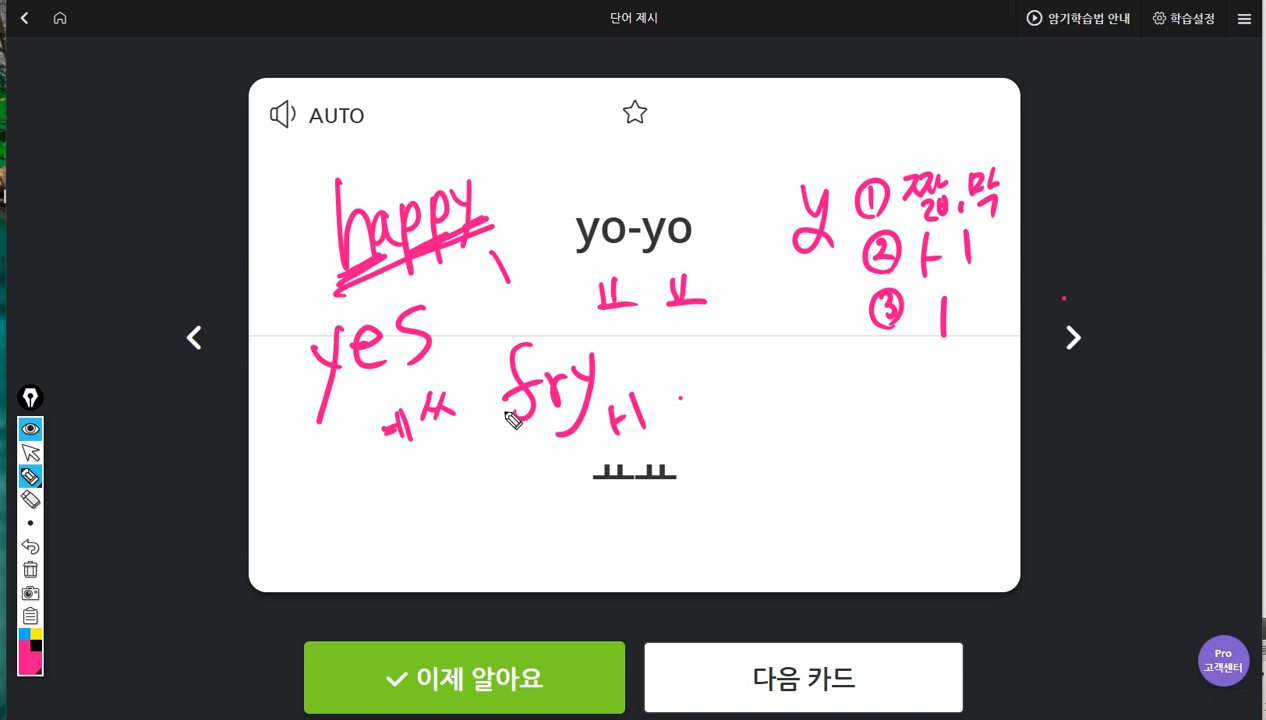 단어 제시
암기학습법 안내
학습설정
AUTO
happy
yo-yo
y ① 짧.막
② ㅏㅣ
③ ㅣ
ㅛ ㅛ
yes
fry
ㅏㅣ
ㅛㅛ
이제 알아요
다음 카드
Pro
고객센터